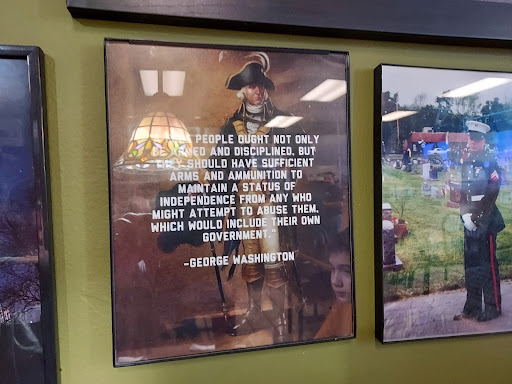 PEOPLE OUGHT NOT ONLY
AND DISCIPLINED, BUT
THEY SHOULD HAVE SUFFICIENT
ARMS AND AMMUNITION TO
MAINTAIN A STATUS OF
INDEPENDENCE FROM ANY WHO
MIGHT ATTEMPT TO ABUSE THEM,
WHICH WOULD INCLUDE THEIR OWN
GOVERNMENT."
-GEORGE WASHINGTON